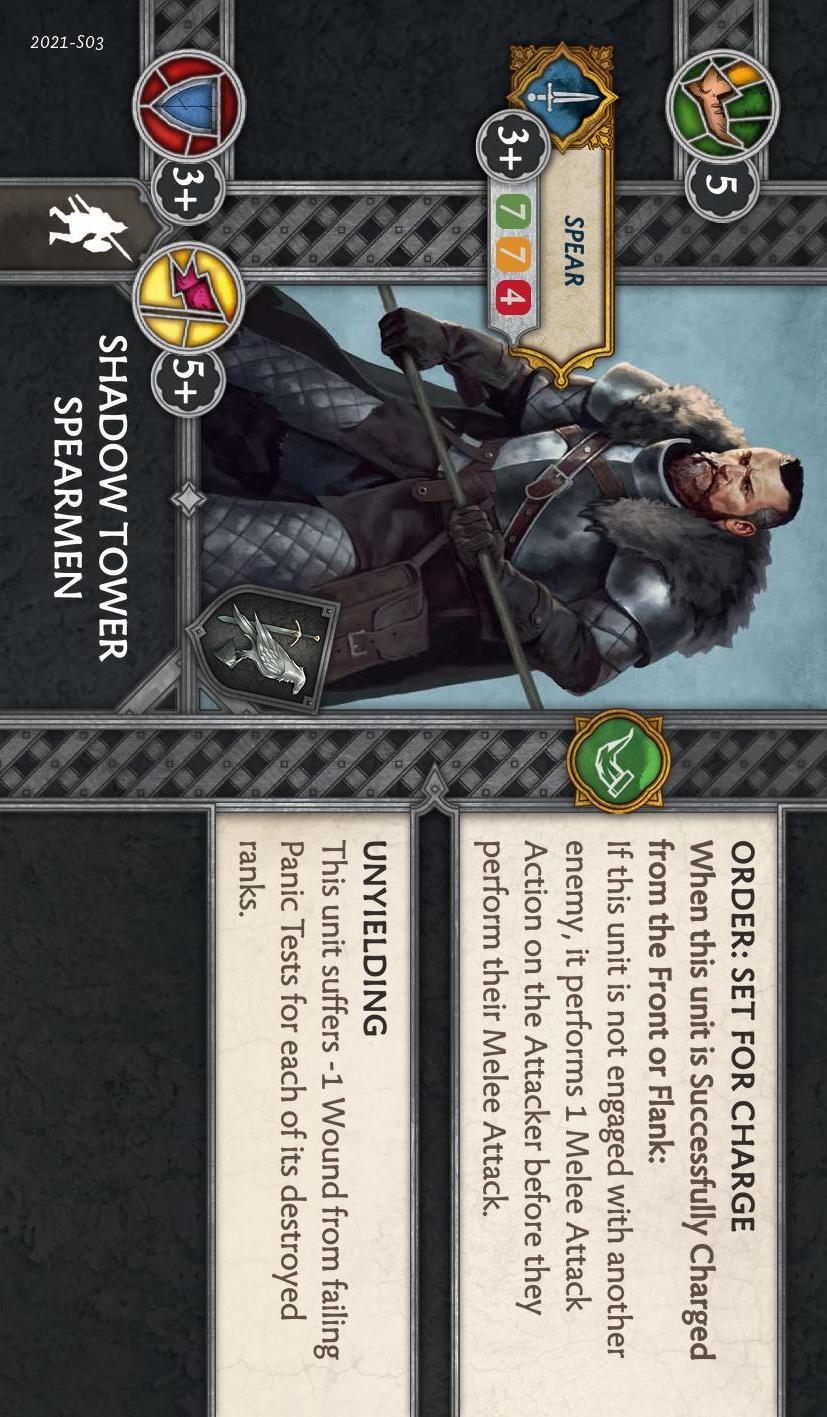 5
SPEAR
3+
7 7 4
3+
5+
SHADOW TOWER
SPEARMEN
2021-S03
ORDER: SET FOR CHARGE
When this unit is Successfully Charged
from the Front or Flank:
If this unit is not engaged with another
enemy, it performs 1 Melee Attack
Action on the Attacker before they
perform their Melee Attack.
UNYIELDING
This unit suffers -1 Wound from failing
Panic Tests for each of its destroyed
ranks.